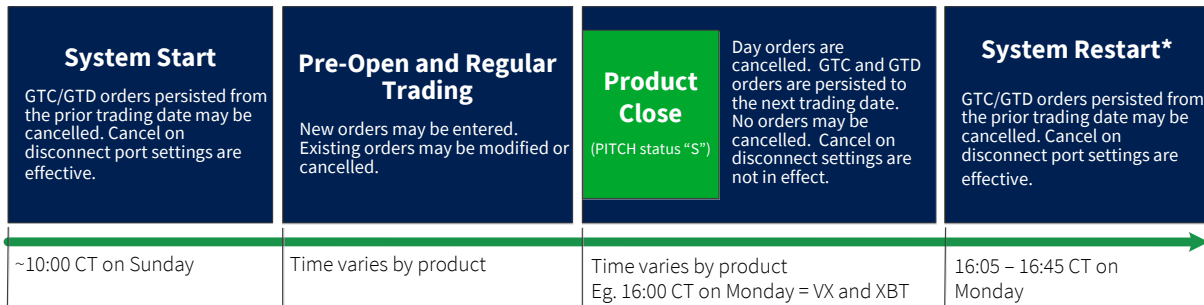 System Start
GTC/GTD orders persisted from
the prior trading date may be
cancelled. Cancel on
disconnect port settings are
effective.
Pre-Open and Regular
Trading
New orders may be entered.
Existing orders may be modified or
cancelled.
Product
Close
(PITCH status “S”)
Day orders are
cancelled. GTC and GTD
orders are persisted to
the next trading date.
No orders may be
cancelled. Cancel on
disconnect settings are
not in effect.
System Restart*
GTC/GTD orders persisted from
the prior trading date may be
cancelled. Cancel on
disconnect port settings are
effective.
~10:00 CT on Sunday
Time varies by product
Time varies by product
Eg. 16:00 CT on Monday = VX and XBT
16:05 – 16:45 CT on
Monday